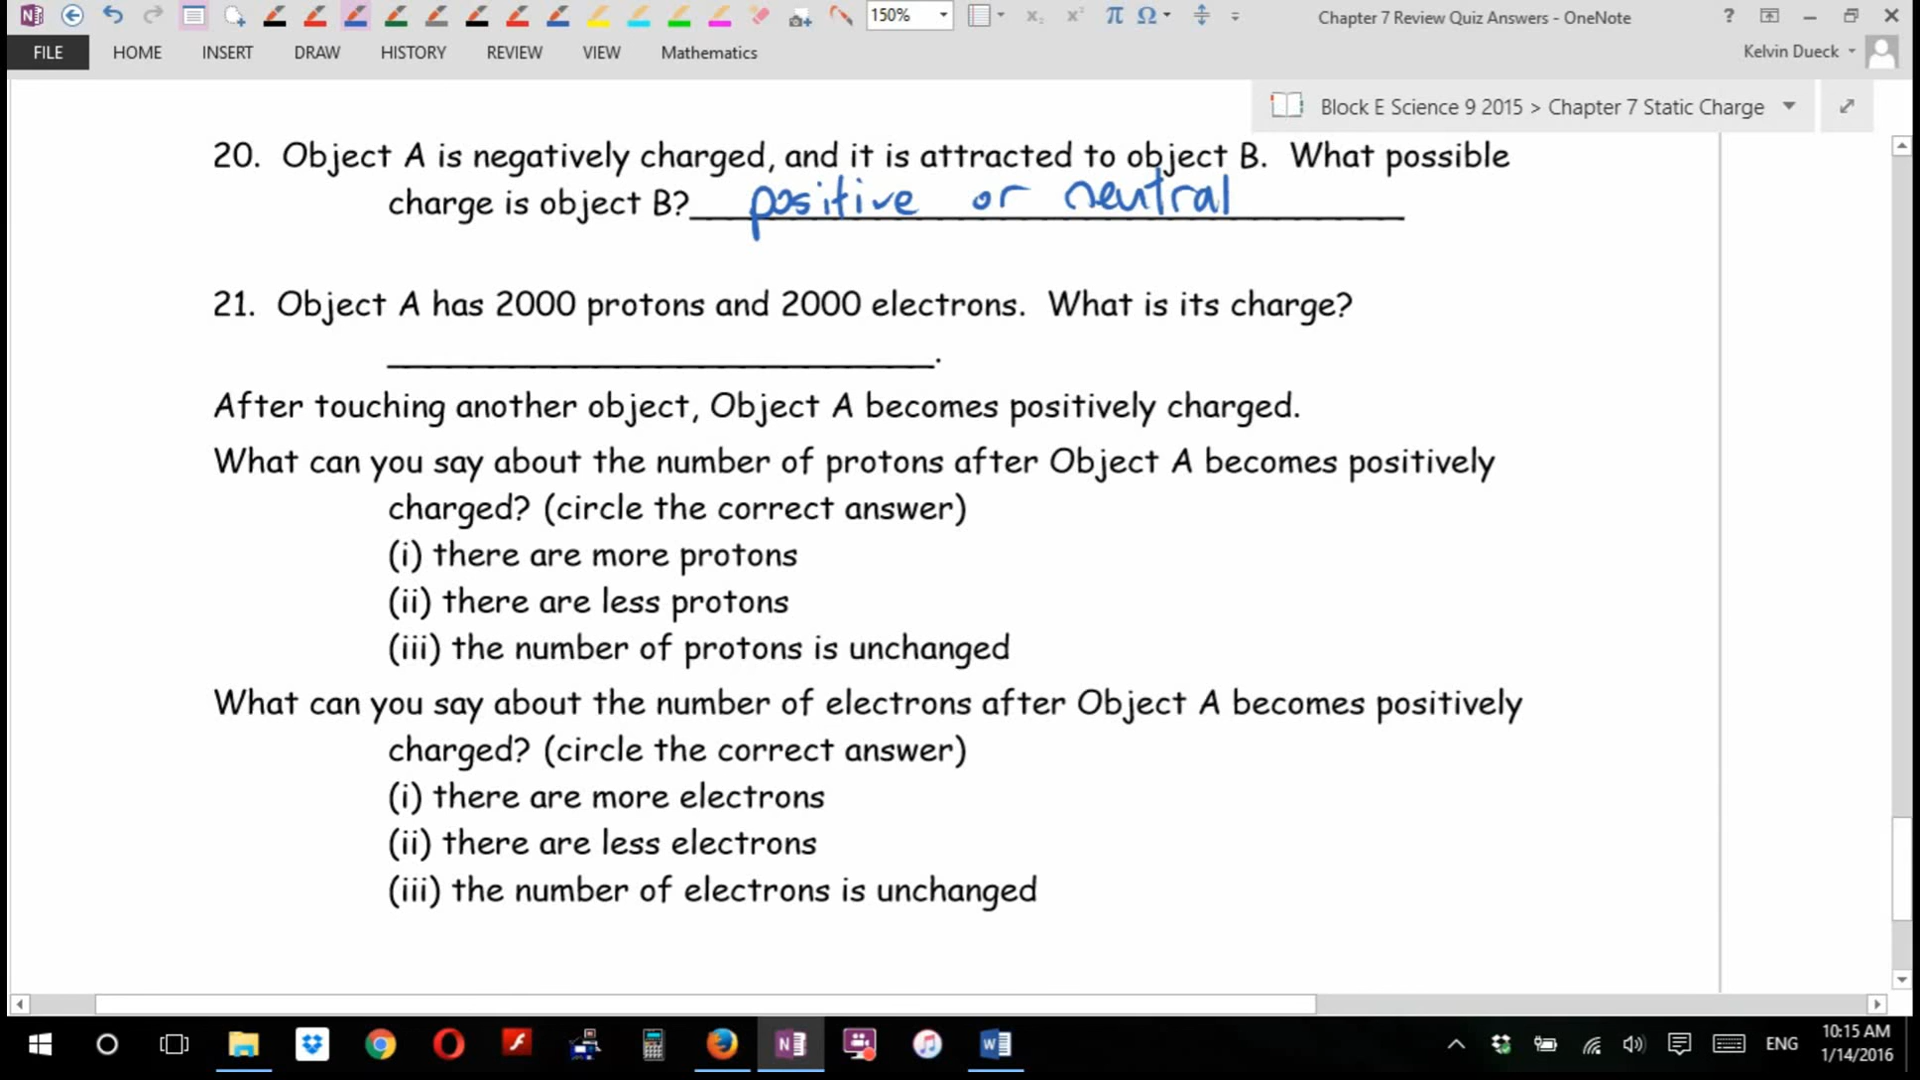 150%
x₂
x²
π
Ω
Chapter 7 Review Quiz Answers - OneNote
?
FILE
HOME
INSERT
DRAW
HISTORY
REVIEW
VIEW
Mathematics
Kelvin Dueck
Block E Science 9 2015 > Chapter 7 Static Charge
20. Object A is negatively charged, and it is attracted to object B. What possible
charge is object B? positive or neutral
21. Object A has 2000 protons and 2000 electrons. What is its charge?
____________________________.
After touching another object, Object A becomes positively charged.
What can you say about the number of protons after Object A becomes positively
charged? (circle the correct answer)
(i) there are more protons
(ii) there are less protons
(iii) the number of protons is unchanged
What can you say about the number of electrons after Object A becomes positively
charged? (circle the correct answer)
(i) there are more electrons
(ii) there are less electrons
(iii) the number of electrons is unchanged
ENG
10:15 AM
1/14/2016